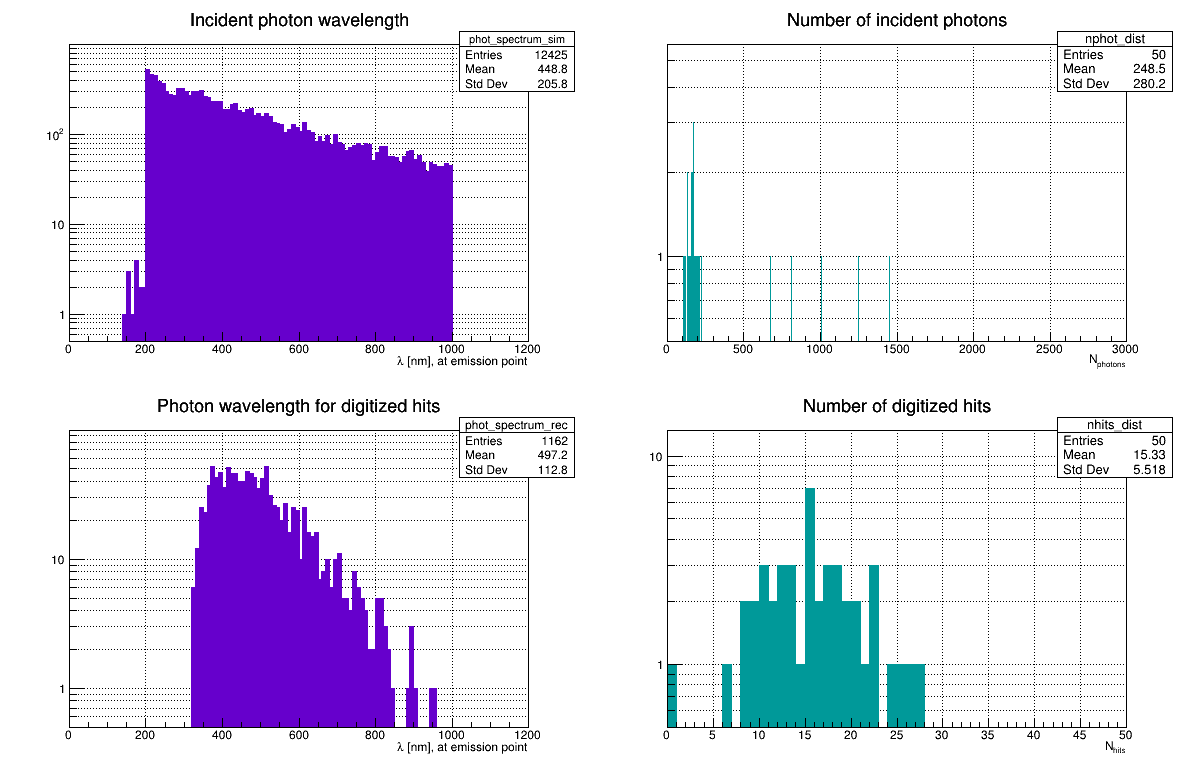 Incident photon wavelength
phot_spectrum_sim
Entries 12425
Mean 448.8
Std Dev 205.8
10²
10
1
0 200 400 600 800 1000 1200
λ [nm], at emission point
Number of incident photons
nphot_dist
Entries 50
Mean 248.5
Std Dev 280.2
1
0 500 1000 1500 2000 2500 3000
Nphotons
Photon wavelength for digitized hits
phot_spectrum_rec
Entries 1162
Mean 497.2
Std Dev 112.8
10
1
0 200 400 600 800 1000 1200
λ [nm], at emission point
Number of digitized hits
nhits_dist
Entries 50
Mean 15.33
Std Dev 5.518
10
1
0 5 10 15 20 25 30 35 40 45 50
Nhits